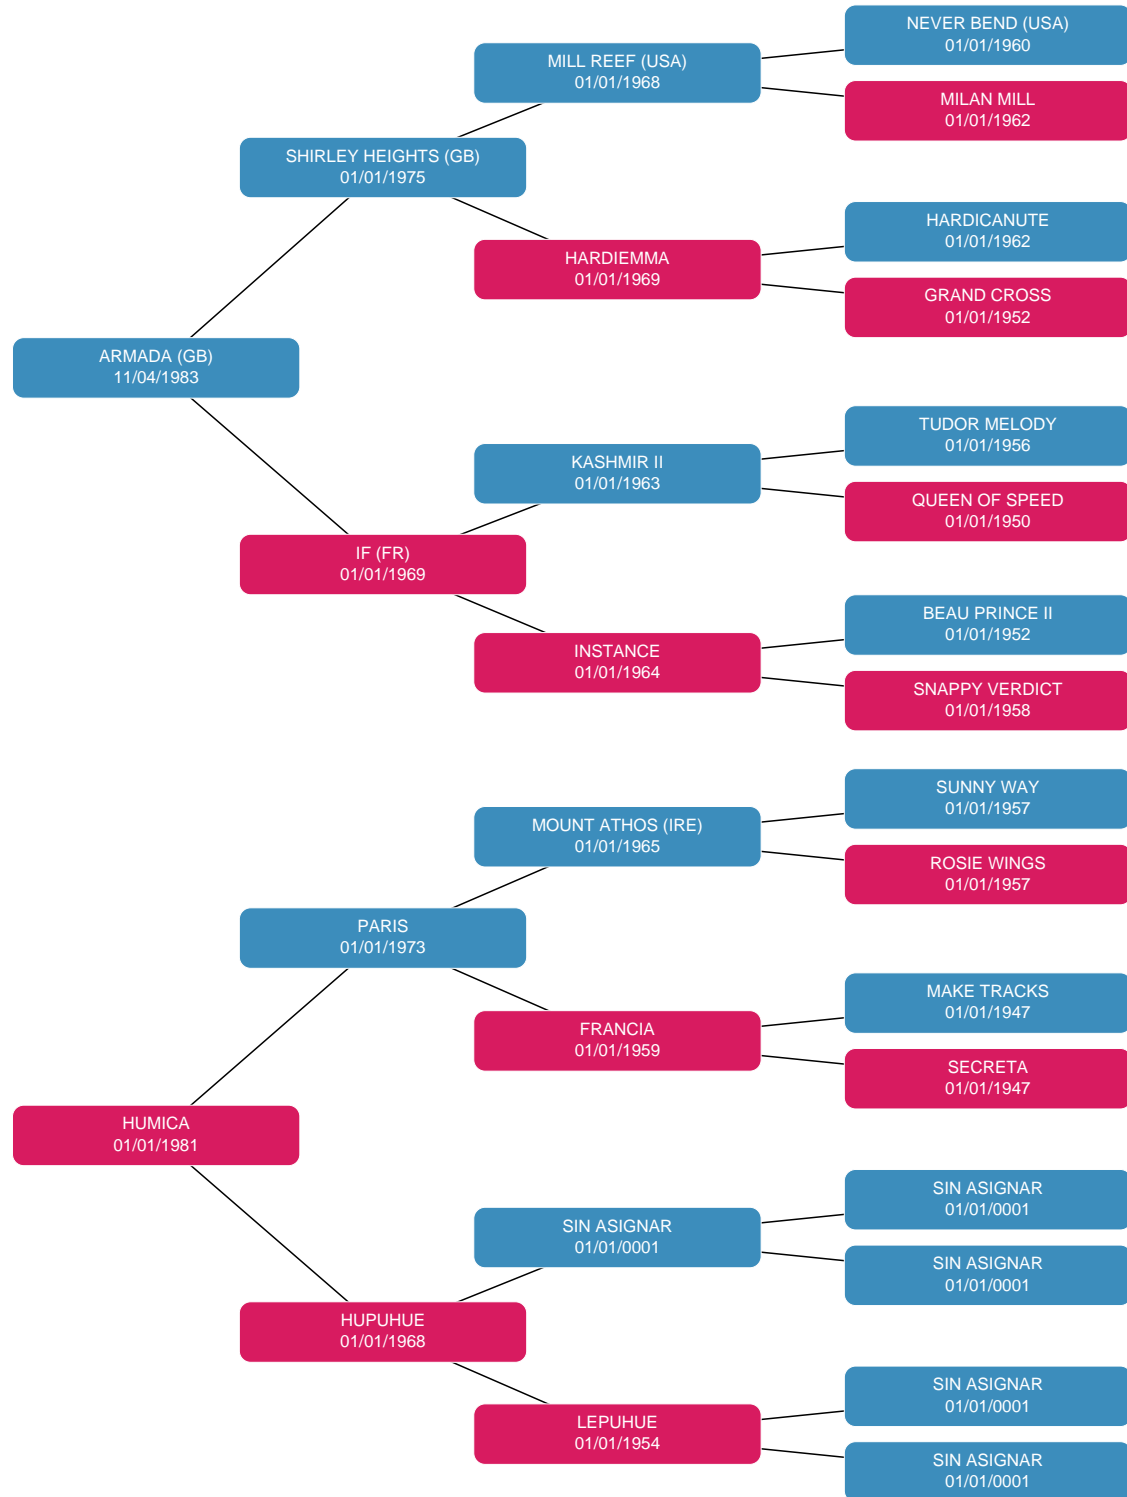 NEVER BEND (USA)
01/01/1960
MILL REEF (USA)
01/01/1968
MILAN MILL
01/01/1962
SHIRLEY HEIGHTS (GB)
01/01/1975
HARDICANUTE
01/01/1962
HARDIEMMA
01/01/1969
GRAND CROSS
01/01/1952
ARMADA (GB)
11/04/1983
TUDOR MELODY
01/01/1956
KASHMIR II
01/01/1963
QUEEN OF SPEED
01/01/1950
IF (FR)
01/01/1969
BEAU PRINCE II
01/01/1952
INSTANCE
01/01/1964
SNAPPY VERDICT
01/01/1958
SUNNY WAY
01/01/1957
MOUNT ATHOS (IRE)
01/01/1965
ROSIE WINGS
01/01/1957
PARIS
01/01/1973
MAKE TRACKS
01/01/1947
FRANCIA
01/01/1959
SECRETA
01/01/1947
HUMICA
01/01/1981
SIN ASIGNAR
01/01/0001
SIN ASIGNAR
01/01/0001
SIN ASIGNAR
01/01/0001
HUPUHUE
01/01/1968
SIN ASIGNAR
01/01/0001
LEPUHUE
01/01/1954
SIN ASIGNAR
01/01/0001